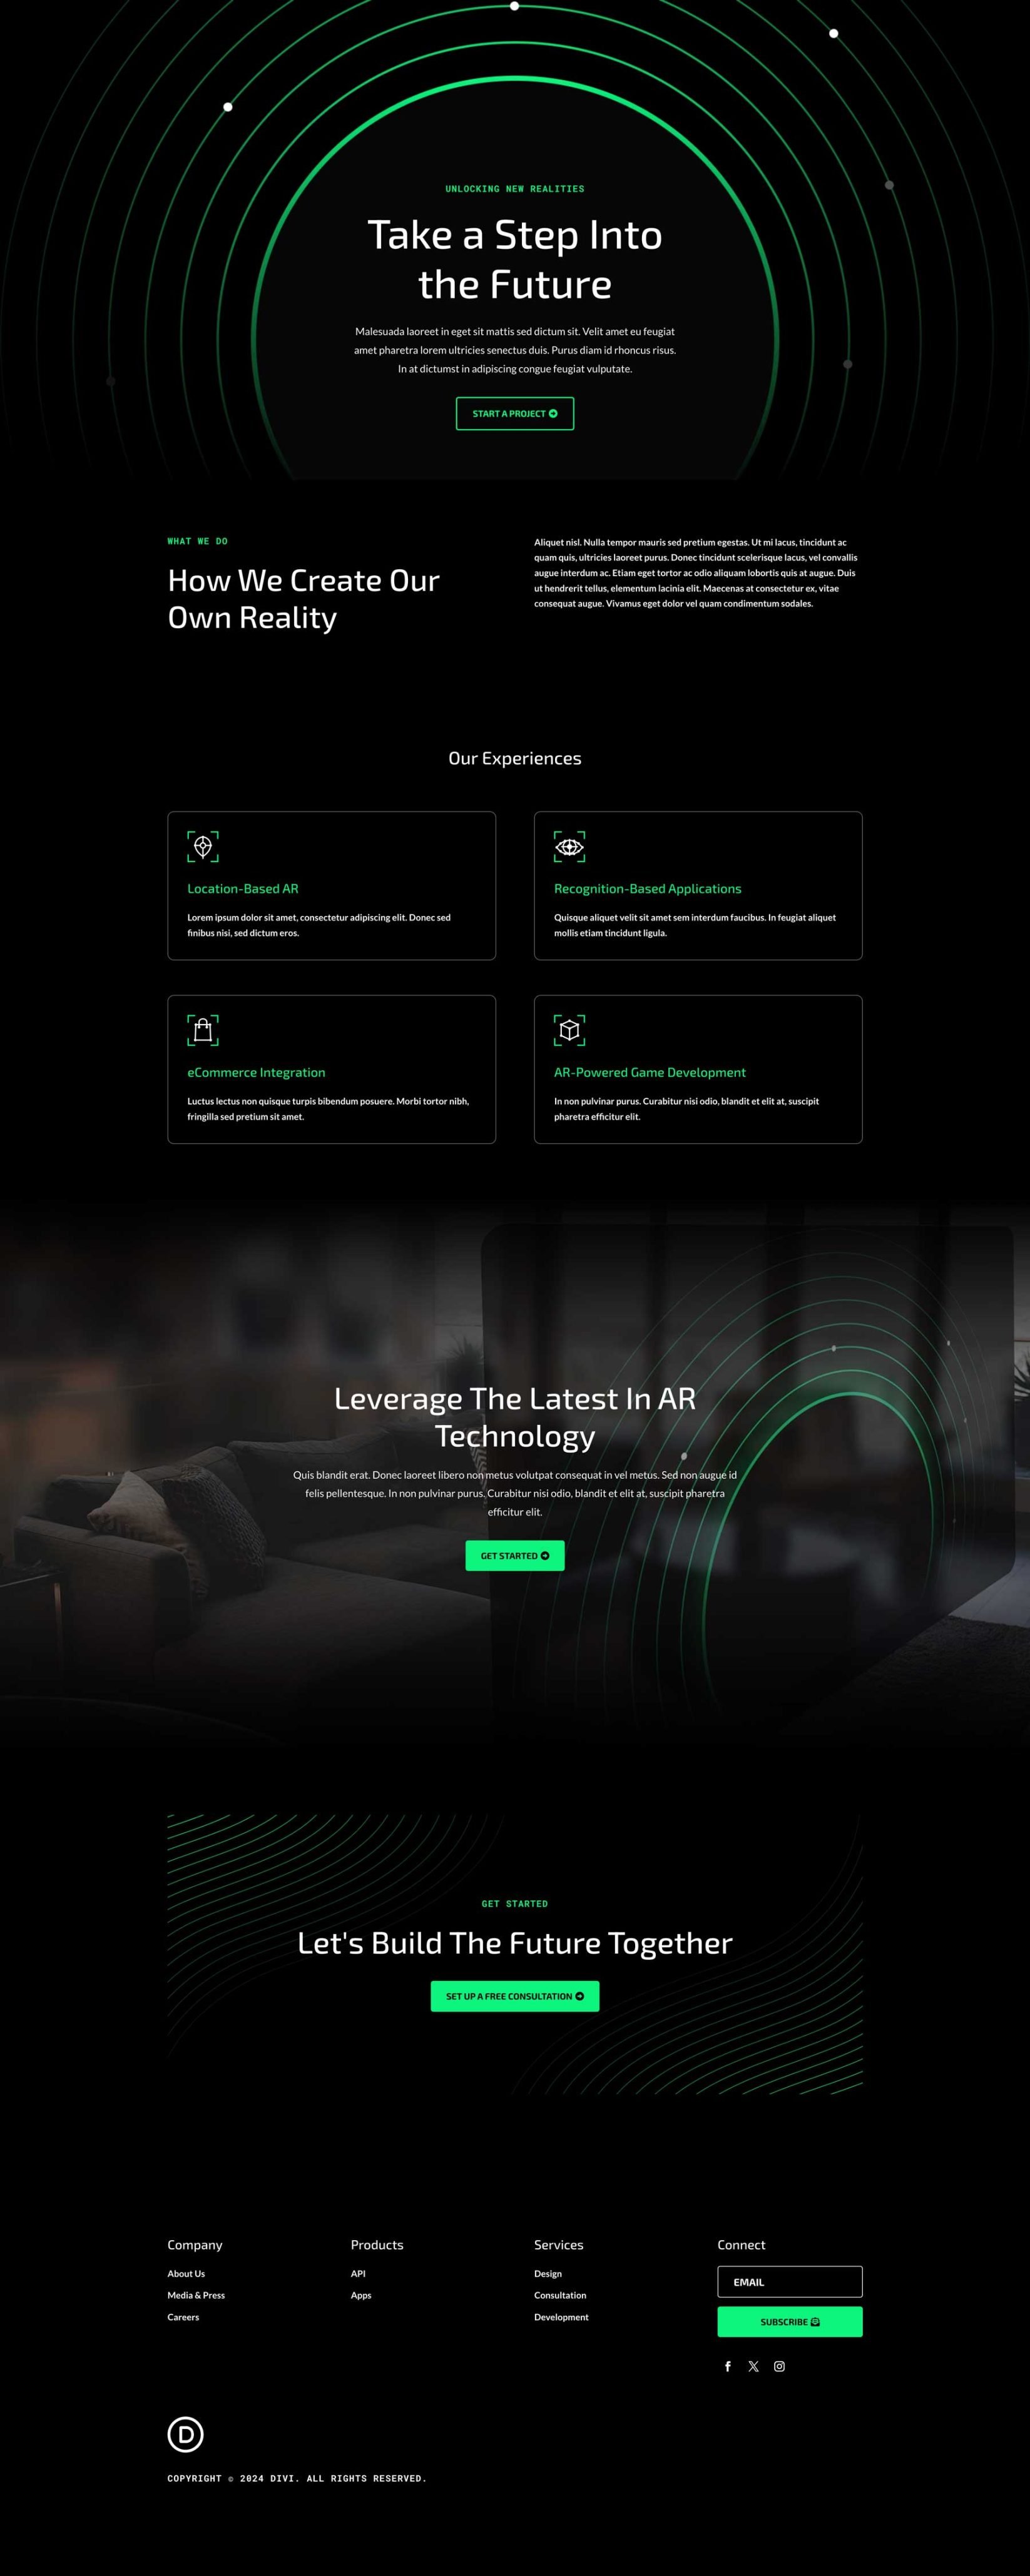 UNLOCKING NEW REALITIES
Take a Step Into
the Future
Malesuada laoreet in eget sit mattis sed dictum sit. Velit amet eu feugiat
amet pharetra lorem ultricies senectus duis. Purus diam id rhoncus risus.
In at dictumst in adipiscing congue feugiat vulputate.
START A PROJECT
WHAT WE DO
How We Create Our
Own Reality
Aliquet nisl. Nulla tempor mauris sed pretium egestas. Ut mi lacus, tincidunt ac
quam quis, ultricies laoreet purus. Donec tincidunt scelerisque lacus, vel convallis
augue interdum ac. Etiam eget tortor ac odio aliquam lobortis quis at augue. Duis
ut hendrerit tellus, elementum lacinia elit. Maecenas at consectetur ex, vitae
consequat augue. Vivamus eget dolor vel quam condimentum sodales.
Our Experiences
Location-Based AR
Lorem ipsum dolor sit amet, consectetur adipiscing elit. Donec sed
finibus nisi, sed dictum eros.
Recognition-Based Applications
Quisque aliquet velit sit amet sem interdum faucibus. In feugiat aliquet
mollis etiam tincidunt ligula.
eCommerce Integration
Luctus lectus non quisque turpis bibendum posuere. Morbi tortor nibh,
fringilla sed pretium sit amet.
AR-Powered Game Development
In non pulvinar purus. Curabitur nisi odio, blandit et elit at, suscipit
pharetra efficitur elit.
Leverage The Latest In AR
Technology
Quis blandit erat. Donec laoreet libero non metus volutpat consequat in vel metus. Sed non augue id
felis pellentesque. In non pulvinar purus. Curabitur nisi odio, blandit et elit at, suscipit pharetra
efficitur elit.
GET STARTED
GET STARTED
Let's Build The Future Together
SET UP A FREE CONSULTATION
Company
About Us
Media & Press
Careers
Products
API
Apps
Services
Design
Consultation
Development
Connect
EMAIL
SUBSCRIBE
D
COPYRIGHT © 2024 DIVI. ALL RIGHTS RESERVED.